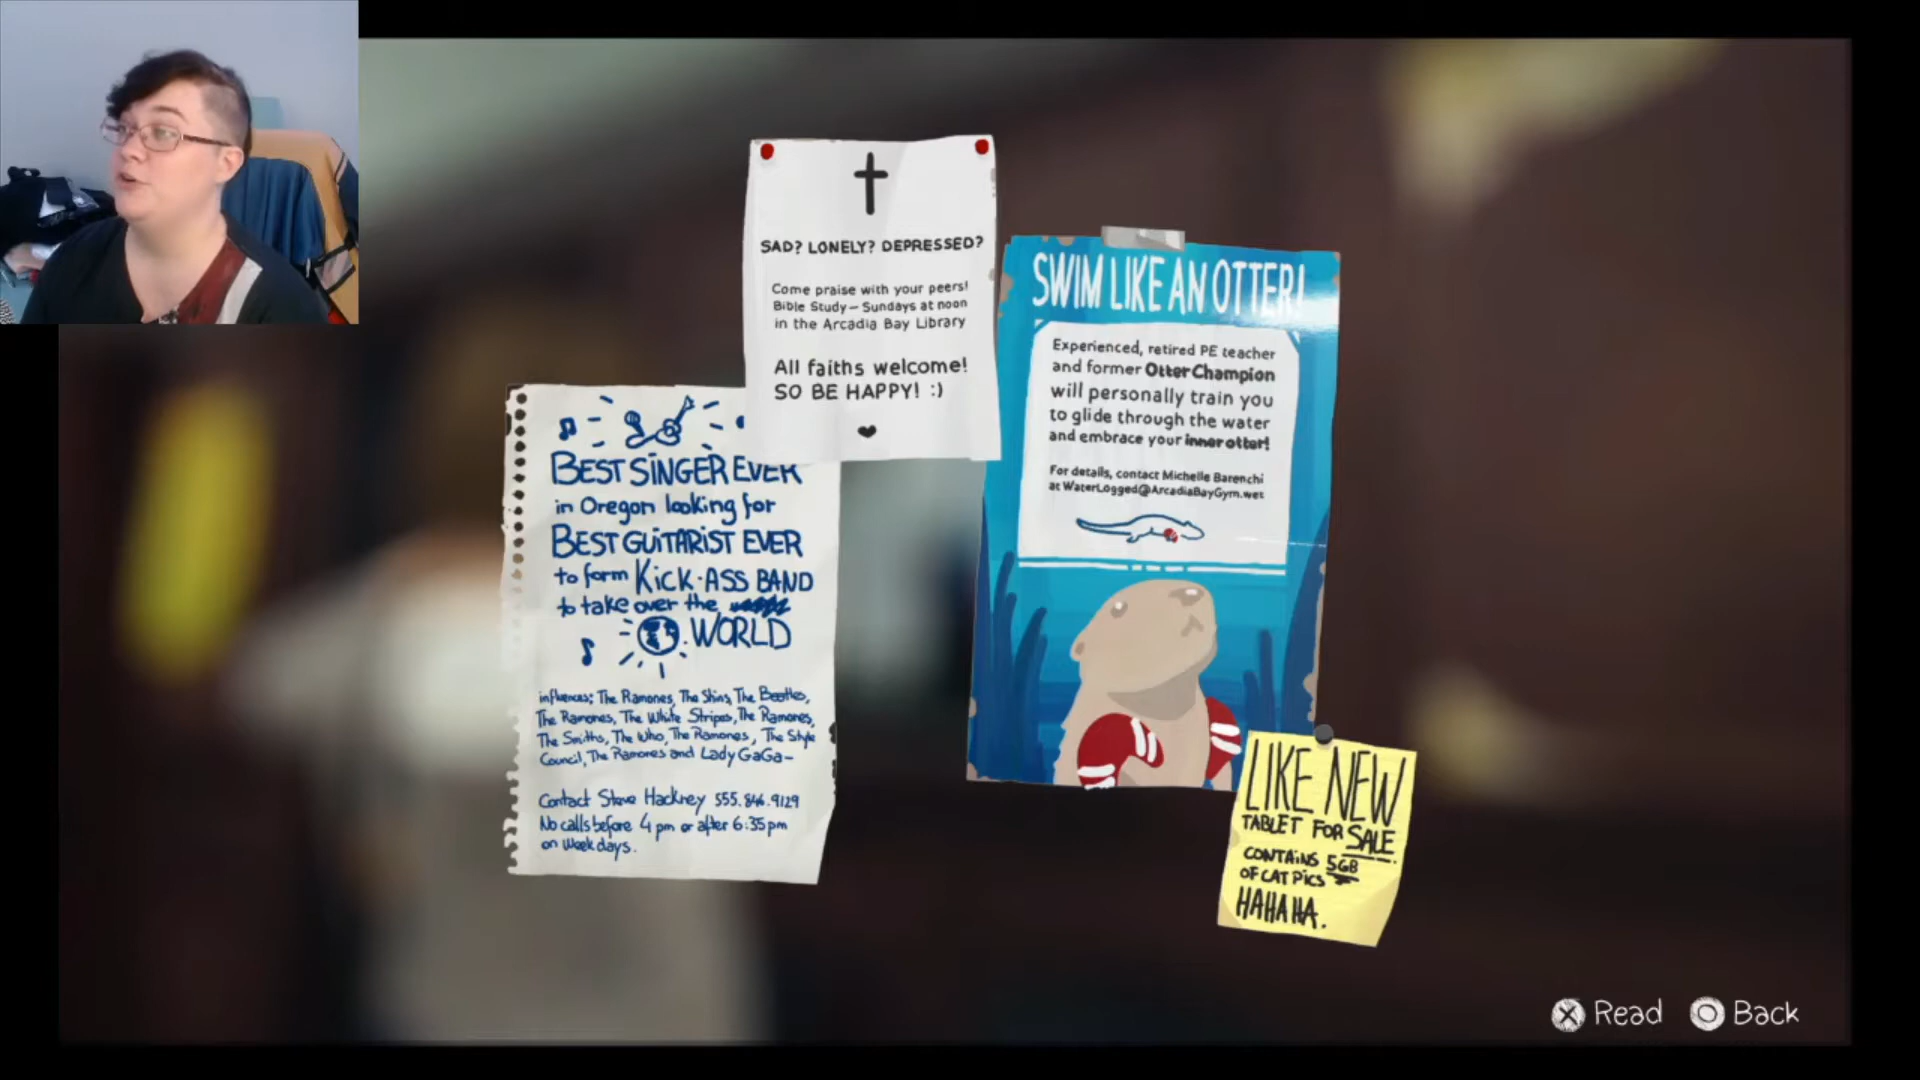 SAD? LONELY? DEPRESSED?
Come praise with your peers!
Bible Study – Sundays at noon
in the Arcadia Bay Library
All faiths welcome!
SO BE HAPPY! :)
SWIM LIKE AN OTTER!
Experienced, retired PE teacher
and former Otter Champion
will personally train you
to glide through the water
and embrace your inner otter!
For details, contact Michelle Barenchi
at WaterLogged@ArcadiaBayGym.wet
BEST SINGER EVER
in Oregon looking for
BEST GUITARIST EVER
to form KICK-ASS BAND
to take over the
WORLD
influences: The Ramones, The Shins, The Beatles,
The Ramones, The White Stripes, The Ramones,
The Smiths, The Who, The Ramones, The Style
Council, The Ramones and Lady GaGa-
Contact Steve Hackney 555.846.9129
No calls before 4 pm or after 6:35 pm
on Weekdays.
LIKE NEW
TABLET FOR SALE
CONTAINS 5GB
OF CAT PICS
HAHAHA.
Read
Back